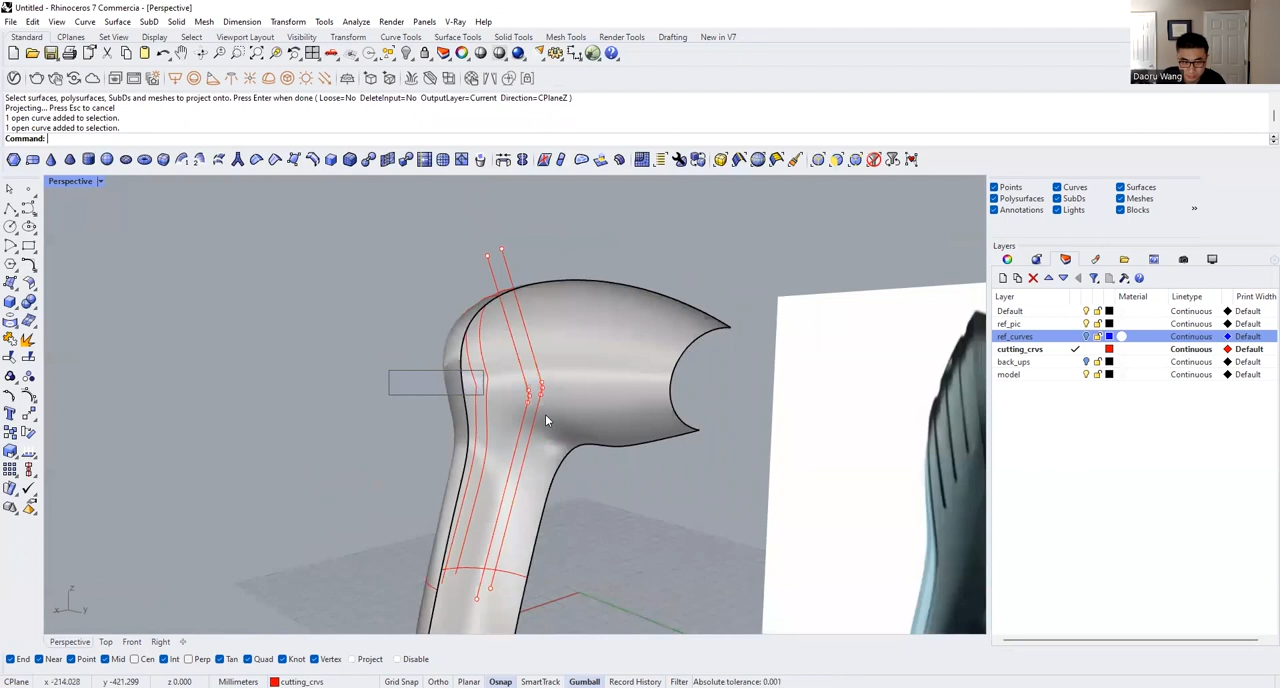 Untitled - Rhinoceros 7 Commercia - [Perspective]
File Edit View Curve Surface SubD Solid Mesh Dimension Transform Tools Analyze Render Panels V-Ray Help
Standard CPlanes Set View Display Select Viewport Layout Visibility Transform Curve Tools Surface Tools Solid Tools Mesh Tools Render Tools Drafting New in V7
Daoru Wang
Select surfaces, polysurfaces, SubDs and meshes to project onto. Press Enter when done ( Loose=No DeleteInput=No OutputLayer=Current Direction=CPlaneZ )
Projecting... Press Esc to cancel
1 open curve added to selection.
1 open curve added to selection.
Command:
Perspective
Points Curves Surfaces
Polysurfaces SubDs Meshes
Annotations Lights Blocks
»
Layers
Layer Material Linetype Print Width
Default Continuous Default
ref_pic Continuous Default
ref_curves Continuous Default
cutting_crvs Continuous Default
back_ups Continuous Default
model Continuous Default
z
x y
Perspective Top Front Right
End Near Point Mid Cen Int Perp Tan Quad Knot Vertex Project Disable
CPlane x -214.028 y -421.299 z 0.000 Millimeters cutting_crvs Grid Snap Ortho Planar Osnap SmartTrack Gumball Record History Filter Absolute tolerance: 0.001